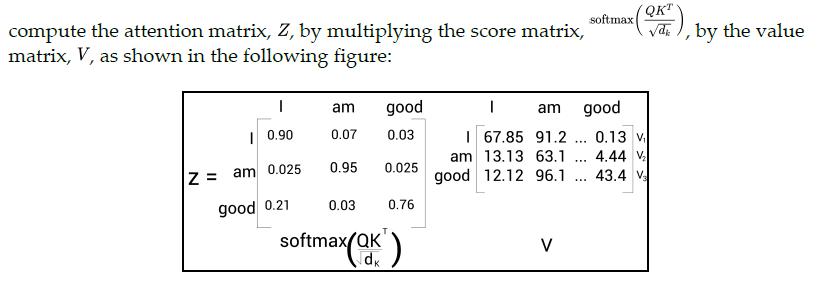 compute the attention matrix, Z, by multiplying the score matrix, softmax(QKᵀ/√dₖ), by the value
matrix, V, as shown in the following figure:
I am good I am good
I 0.90 0.07 0.03 I 67.85 91.2 ... 0.13 V₁
am 13.13 63.1 ... 4.44 V₂
Z = am 0.025 0.95 0.025 good 12.12 96.1 ... 43.4 V₃
good 0.21 0.03 0.76
softmax(QKᵀ/√dₖ) V